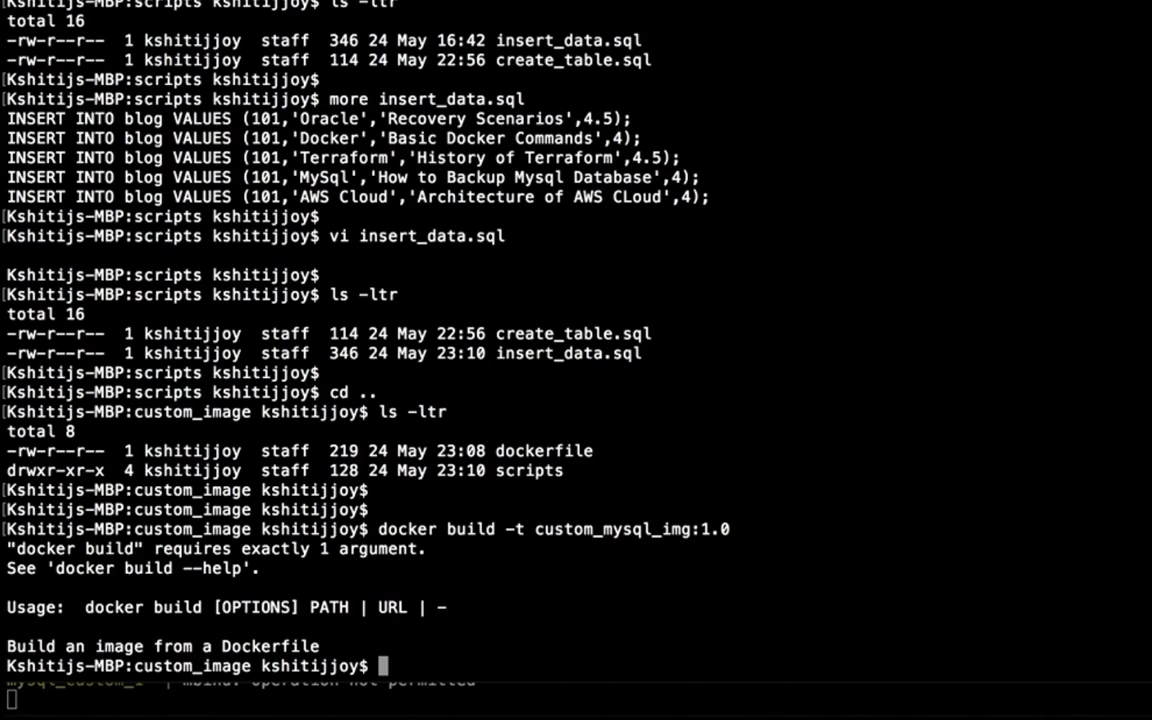 [Kshitijs-MBP:scripts kshitijjoy$ ls -ltr
total 16
-rw-r--r--  1 kshitijjoy  staff  346 24 May 16:42 insert_data.sql
-rw-r--r--  1 kshitijjoy  staff  114 24 May 22:56 create_table.sql
[Kshitijs-MBP:scripts kshitijjoy$
[Kshitijs-MBP:scripts kshitijjoy$ more insert_data.sql
INSERT INTO blog VALUES (101,'Oracle','Recovery Scenarios',4.5);
INSERT INTO blog VALUES (101,'Docker','Basic Docker Commands',4);
INSERT INTO blog VALUES (101,'Terraform','History of Terraform',4.5);
INSERT INTO blog VALUES (101,'MySql','How to Backup Mysql Database',4);
INSERT INTO blog VALUES (101,'AWS Cloud','Architecture of AWS CLoud',4);
[Kshitijs-MBP:scripts kshitijjoy$
[Kshitijs-MBP:scripts kshitijjoy$ vi insert_data.sql
Kshitijs-MBP:scripts kshitijjoy$
[Kshitijs-MBP:scripts kshitijjoy$ ls -ltr
total 16
-rw-r--r--  1 kshitijjoy  staff  114 24 May 22:56 create_table.sql
-rw-r--r--  1 kshitijjoy  staff  346 24 May 23:10 insert_data.sql
[Kshitijs-MBP:scripts kshitijjoy$
[Kshitijs-MBP:scripts kshitijjoy$ cd ..
[Kshitijs-MBP:custom_image kshitijjoy$ ls -ltr
total 8
-rw-r--r--  1 kshitijjoy  staff  219 24 May 23:08 dockerfile
drwxr-xr-x  4 kshitijjoy  staff  128 24 May 23:10 scripts
[Kshitijs-MBP:custom_image kshitijjoy$
[Kshitijs-MBP:custom_image kshitijjoy$
[Kshitijs-MBP:custom_image kshitijjoy$ docker build -t custom_mysql_img:1.0
"docker build" requires exactly 1 argument.
See 'docker build --help'.
Usage:  docker build [OPTIONS] PATH | URL | -
Build an image from a Dockerfile
Kshitijs-MBP:custom_image kshitijjoy$
mysql_custom_1 | mbind: Operation not permitted